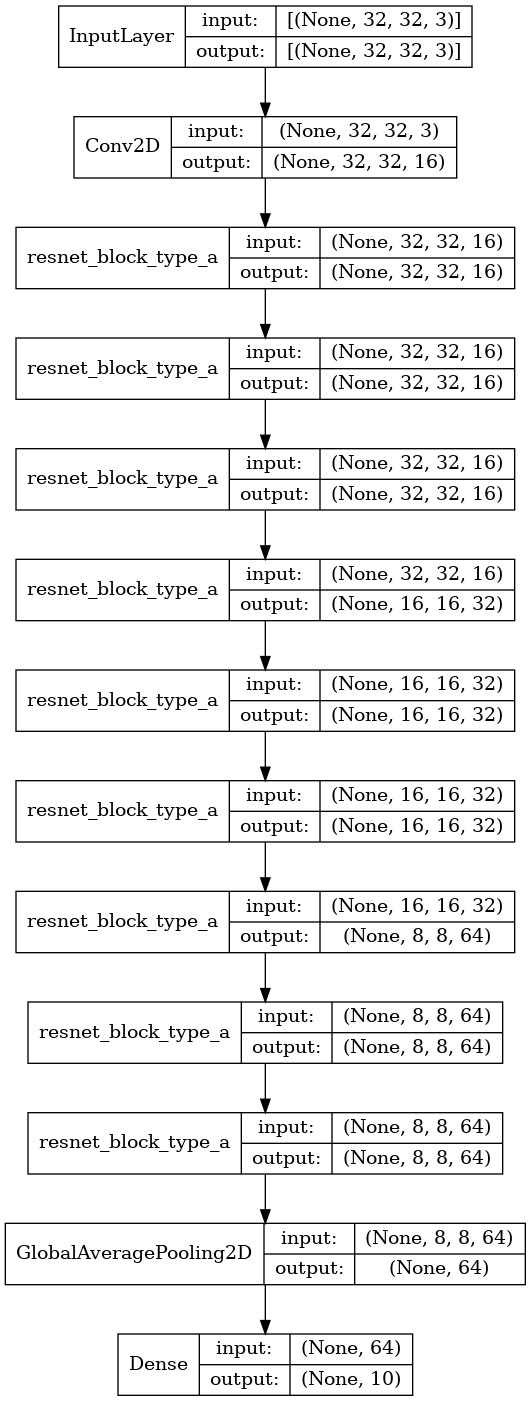 InputLayer
input: [(None, 32, 32, 3)]
output: [(None, 32, 32, 3)]
Conv2D
input: (None, 32, 32, 3)
output: (None, 32, 32, 16)
resnet_block_type_a
input: (None, 32, 32, 16)
output: (None, 32, 32, 16)
resnet_block_type_a
input: (None, 32, 32, 16)
output: (None, 32, 32, 16)
resnet_block_type_a
input: (None, 32, 32, 16)
output: (None, 32, 32, 16)
resnet_block_type_a
input: (None, 32, 32, 16)
output: (None, 16, 16, 32)
resnet_block_type_a
input: (None, 16, 16, 32)
output: (None, 16, 16, 32)
resnet_block_type_a
input: (None, 16, 16, 32)
output: (None, 16, 16, 32)
resnet_block_type_a
input: (None, 16, 16, 32)
output: (None, 8, 8, 64)
resnet_block_type_a
input: (None, 8, 8, 64)
output: (None, 8, 8, 64)
resnet_block_type_a
input: (None, 8, 8, 64)
output: (None, 8, 8, 64)
GlobalAveragePooling2D
input: (None, 8, 8, 64)
output: (None, 64)
Dense
input: (None, 64)
output: (None, 10)